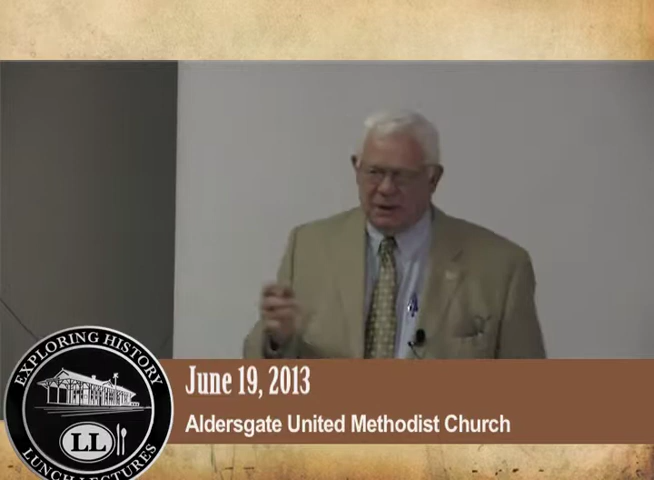 June 19, 2013
Aldersgate United Methodist Church
EXPLORING HISTORY
LL
LUNCH LECTURES